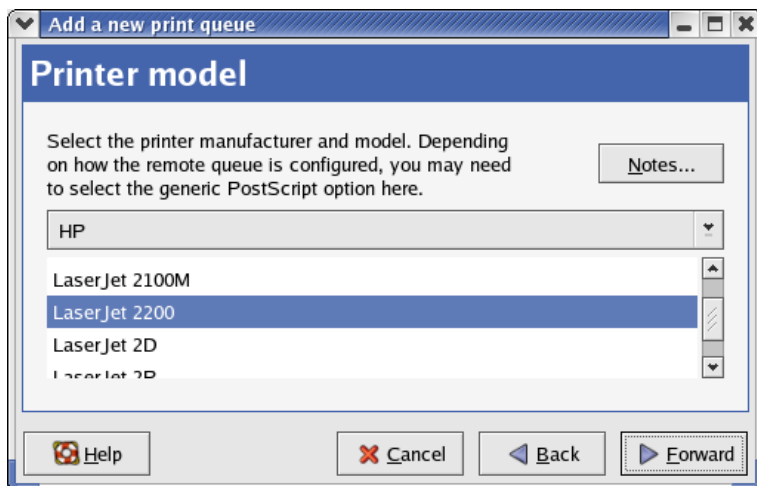 Add a new print queue
Printer model
Select the printer manufacturer and model. Depending
on how the remote queue is configured, you may need
to select the generic PostScript option here.
Notes...
HP
LaserJet 2100M
LaserJet 2200
LaserJet 2D
Help
Cancel
Back
Forward